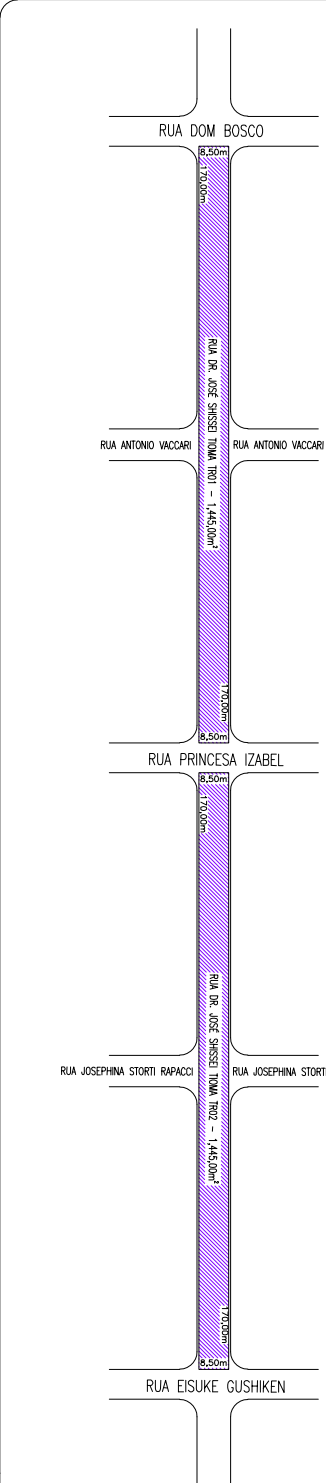 RUA DOM BOSCO
8,50m
170,00m
RUA DR. JOSÉ SHISSEI TIOMA TR01 - 1,445,00m²
RUA ANTONIO VACCARI
RUA ANTONIO VACCARI
170,00m
8,50m
RUA PRINCESA IZABEL
8,50m
170,00m
RUA DR. JOSÉ SHISSEI TIOMA TR02 - 1,445,00m²
RUA JOSEPHINA STORTI RAPACCI
RUA JOSEPHINA STORTI
170,00m
8,50m
RUA EISUKE GUSHIKEN